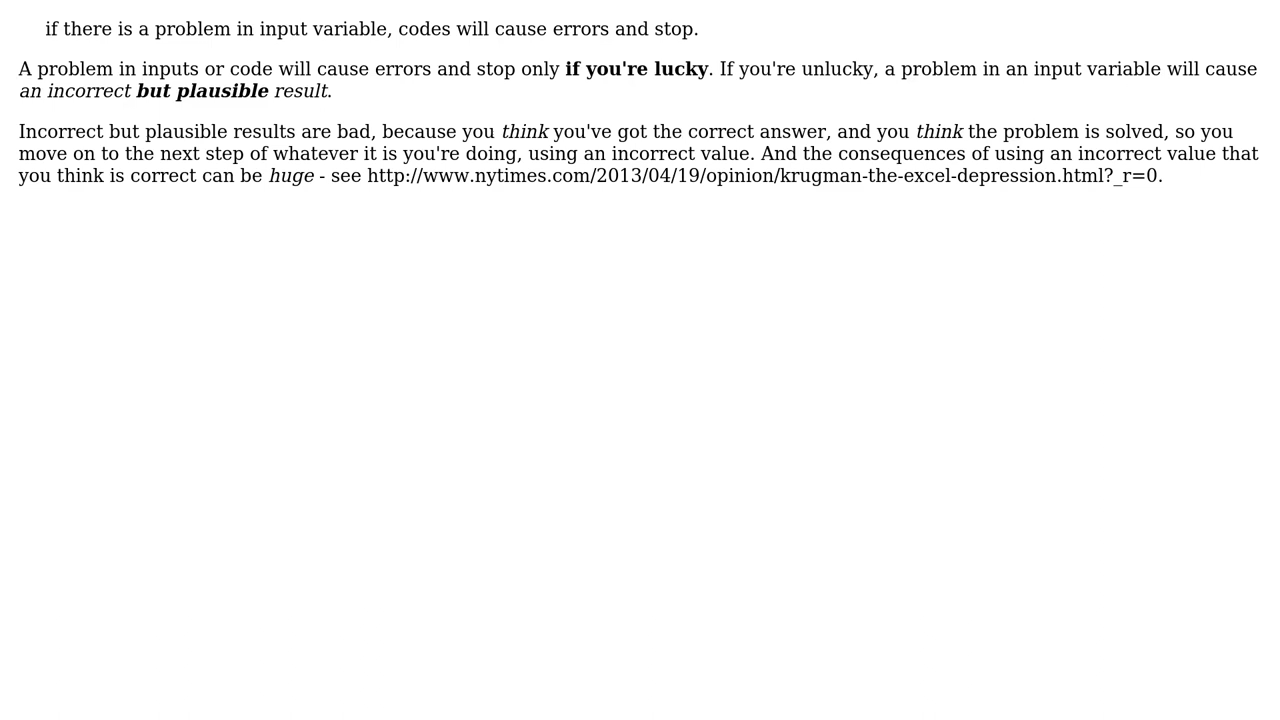 if there is a problem in input variable, codes will cause errors and stop.
A problem in inputs or code will cause errors and stop only if you're lucky. If you're unlucky, a problem in an input variable will cause
an incorrect but plausible result.
Incorrect but plausible results are bad, because you think you've got the correct answer, and you think the problem is solved, so you
move on to the next step of whatever it is you're doing, using an incorrect value. And the consequences of using an incorrect value that
you think is correct can be huge - see http://www.nytimes.com/2013/04/19/opinion/krugman-the-excel-depression.html?_r=0.